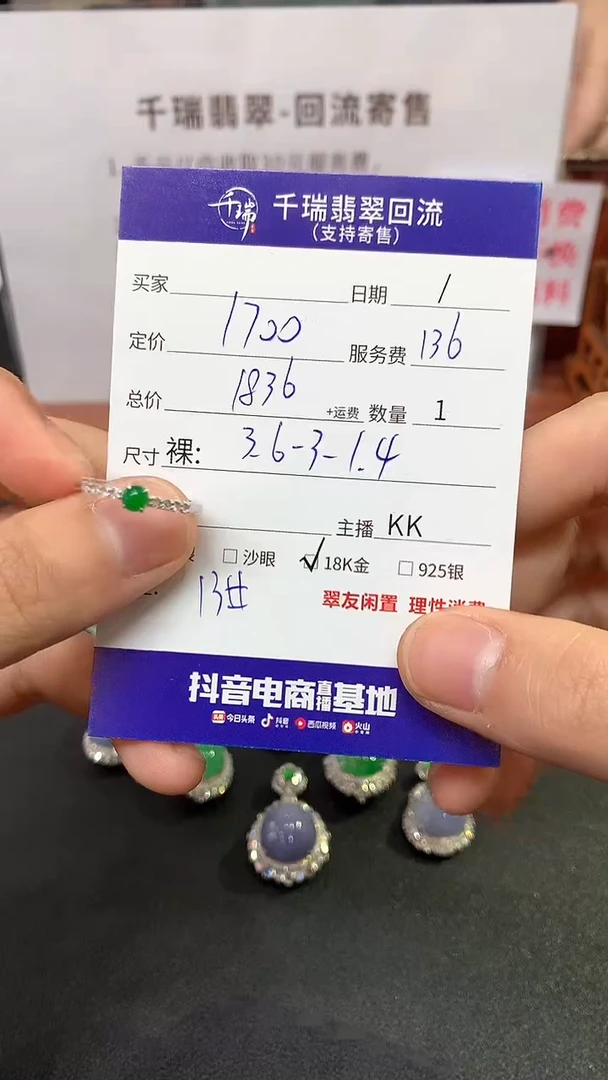 千瑞翡翠-回流寄售
千瑞
千瑞翡翠回流
(支持寄售)
买家 日期 /
定价 1700 服务费 136
总价 1836 +运费 数量 1
尺寸 裸: 3.6-3-1.4
主播 KK
沙眼 ✓ 18K金 925银
13#
翠友闲置 理性消费
抖音电商直播基地
今日头条 抖音 西瓜视频 火山